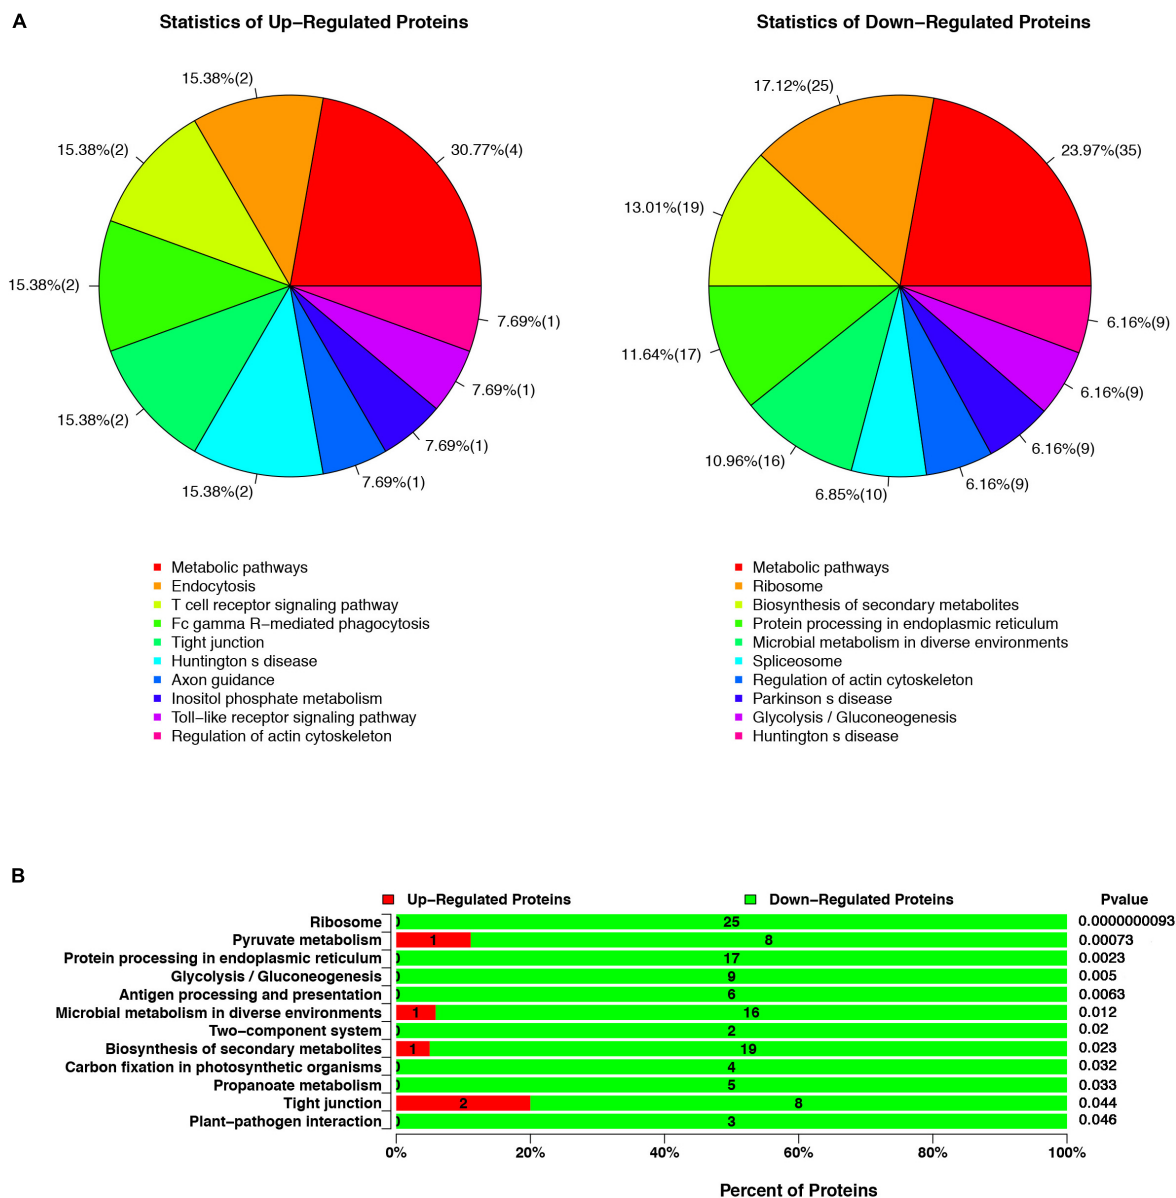 A
Statistics of Up−Regulated Proteins
Statistics of Down−Regulated Proteins
15.38%(2)
30.77%(4)
15.38%(2)
15.38%(2)
15.38%(2)
15.38%(2)
7.69%(1)
7.69%(1)
7.69%(1)
7.69%(1)
17.12%(25)
23.97%(35)
13.01%(19)
11.64%(17)
10.96%(16)
6.85%(10)
6.16%(9)
6.16%(9)
6.16%(9)
6.16%(9)
Metabolic pathways
Endocytosis
T cell receptor signaling pathway
Fc gamma R−mediated phagocytosis
Tight junction
Huntington s disease
Axon guidance
Inositol phosphate metabolism
Toll−like receptor signaling pathway
Regulation of actin cytoskeleton
Metabolic pathways
Ribosome
Biosynthesis of secondary metabolites
Protein processing in endoplasmic reticulum
Microbial metabolism in diverse environments
Spliceosome
Regulation of actin cytoskeleton
Parkinson s disease
Glycolysis / Gluconeogenesis
Huntington s disease
B
Up−Regulated Proteins Down−Regulated Proteins Pvalue
Ribosome 0 25 0.0000000093
Pyruvate metabolism 1 8 0.00073
Protein processing in endoplasmic reticulum 0 17 0.0023
Glycolysis / Gluconeogenesis 0 9 0.005
Antigen processing and presentation 0 6 0.0063
Microbial metabolism in diverse environments 1 16 0.012
Two−component system 0 2 0.02
Biosynthesis of secondary metabolites 1 19 0.023
Carbon fixation in photosynthetic organisms 0 4 0.032
Propanoate metabolism 0 5 0.033
Tight junction 2 8 0.044
Plant−pathogen interaction 0 3 0.046
0% 20% 40% 60% 80% 100%
Percent of Proteins